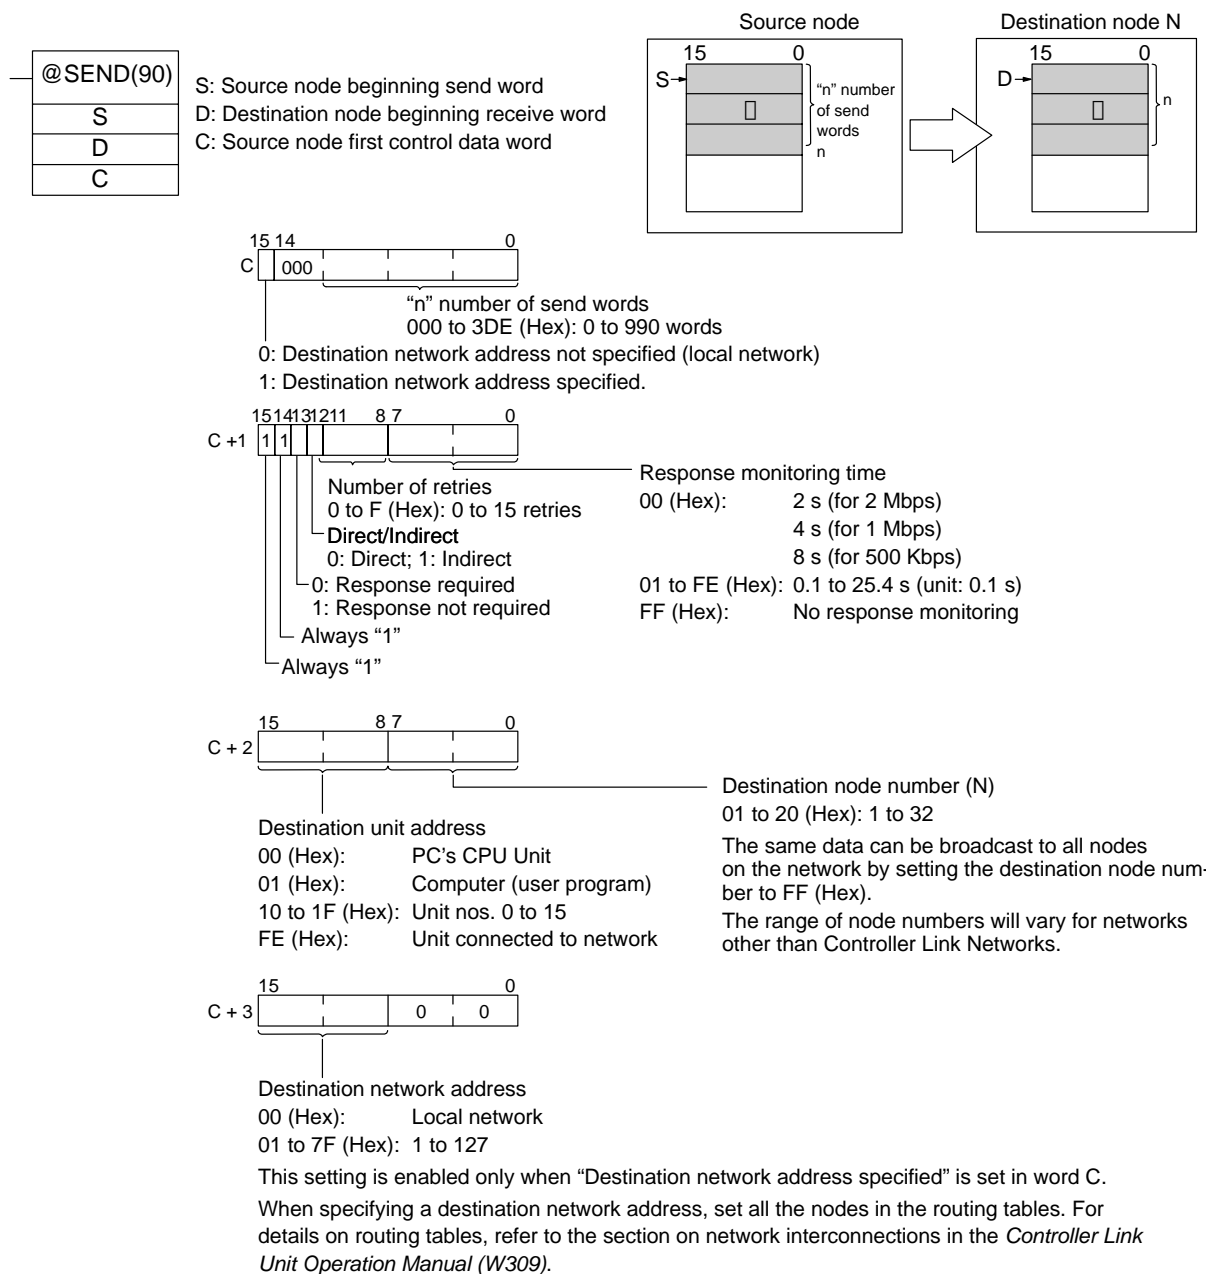 Source node
Destination node N
@SEND(90)
S
D
C
S: Source node beginning send word
D: Destination node beginning receive word
C: Source node first control data word
15 0
S
“n” number
of send
words
n
15 0
D
n
15 14 0
C 000
“n” number of send words
000 to 3DE (Hex): 0 to 990 words
0: Destination network address not specified (local network)
1: Destination network address specified.
15 14 13 12 11 8 7 0
C +1 1 1
Number of retries
0 to F (Hex): 0 to 15 retries
Direct/Indirect
0: Direct; 1: Indirect
0: Response required
1: Response not required
Always “1”
Always “1”
Response monitoring time
00 (Hex): 2 s (for 2 Mbps)
4 s (for 1 Mbps)
8 s (for 500 Kbps)
01 to FE (Hex): 0.1 to 25.4 s (unit: 0.1 s)
FF (Hex): No response monitoring
15 8 7 0
C + 2
Destination unit address
00 (Hex): PC’s CPU Unit
01 (Hex): Computer (user program)
10 to 1F (Hex): Unit nos. 0 to 15
FE (Hex): Unit connected to network
Destination node number (N)
01 to 20 (Hex): 1 to 32
The same data can be broadcast to all nodes
on the network by setting the destination node num-
ber to FF (Hex).
The range of node numbers will vary for networks
other than Controller Link Networks.
15 0
C + 3 0 0
Destination network address
00 (Hex): Local network
01 to 7F (Hex): 1 to 127
This setting is enabled only when “Destination network address specified” is set in word C.
When specifying a destination network address, set all the nodes in the routing tables. For
details on routing tables, refer to the section on network interconnections in the Controller Link
Unit Operation Manual (W309).